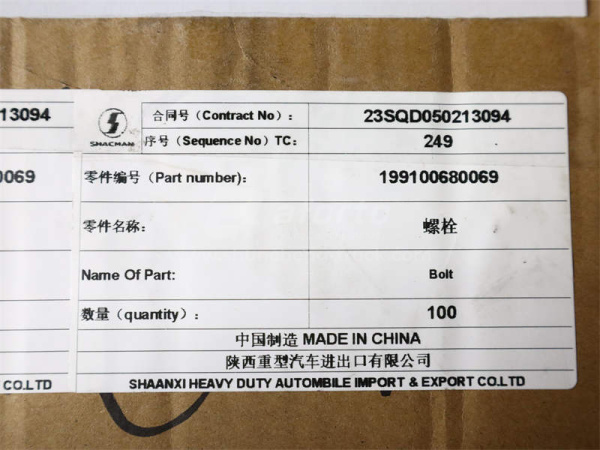 13094
合同号（Contract No）：
23SQD050213094
SHACMAN
序号（Sequence No）TC:
249
0069
零件编号（Part number）：
199100680069
零件名称：
螺栓
Name Of Part:
Bolt
数量（quantity）：
100
中国制造 MADE IN CHINA
陕西重型汽车进出口有限公司
CO.LTD
SHAANXI HEAVY DUTY AUTOMBILE IMPORT & EXPORT CO.LTD